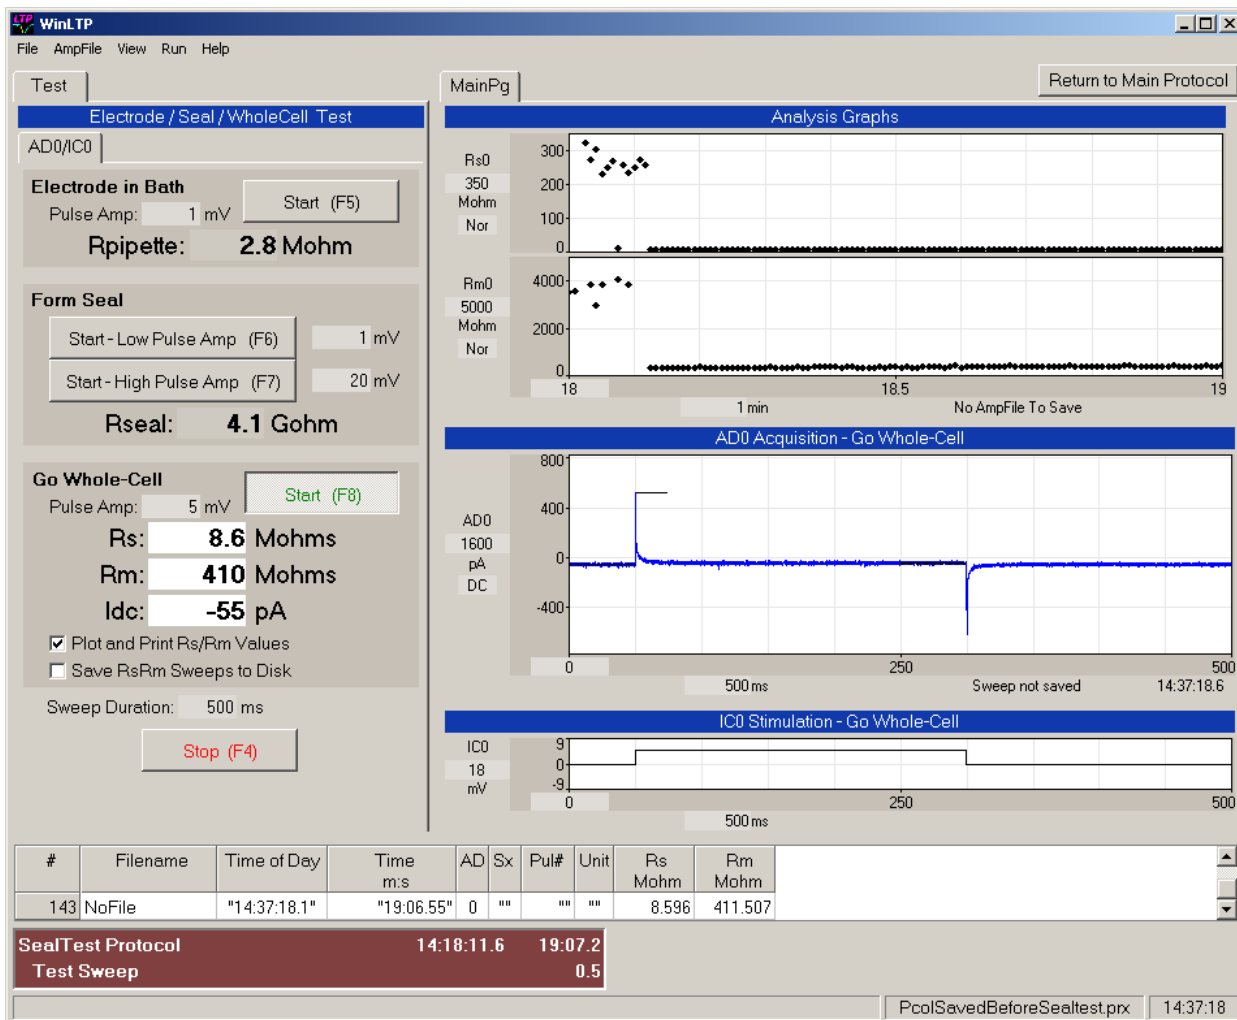 WinLTP
File AmpFile View Run Help
Test
Electrode / Seal / WholeCell Test
AD0/IC0
Electrode in Bath
Pulse Amp: 1 mV
Start (F5)
Rpipette: 2.8 Mohm
Form Seal
Start - Low Pulse Amp (F6) 1 mV
Start - High Pulse Amp (F7) 20 mV
Rseal: 4.1 Gohm
Go Whole-Cell
Pulse Amp: 5 mV
Start (F8)
Rs: 8.6 Mohms
Rm: 410 Mohms
Idc: -55 pA
Plot and Print Rs/Rm Values
Save RsRm Sweeps to Disk
Sweep Duration: 500 ms
Stop (F4)
MainPg
Return to Main Protocol
Analysis Graphs
Rs0
350
Mohm
Nor
300
200
100
0
Rm0
5000
Mohm
Nor
4000
2000
0
18 18.5 19
1 min No AmpFile To Save
AD0 Acquisition - Go Whole-Cell
AD0
1600
pA
DC
800
400
0
-400
0 250 500
500 ms Sweep not saved 14:37:18.6
IC0 Stimulation - Go Whole-Cell
IC0
18
mV
9
0
-9
0 250 500
500 ms
# Filename Time of Day Time m:s AD Sx Pul# Unit Rs Mohm Rm Mohm
143 NoFile "14:37:18.1" "19:06.55" 0 "" "" "" 8.596 411.507
SealTest Protocol 14:18:11.6 19:07.2
Test Sweep 0.5
PcolSavedBeforeSealtest.prx 14:37:18